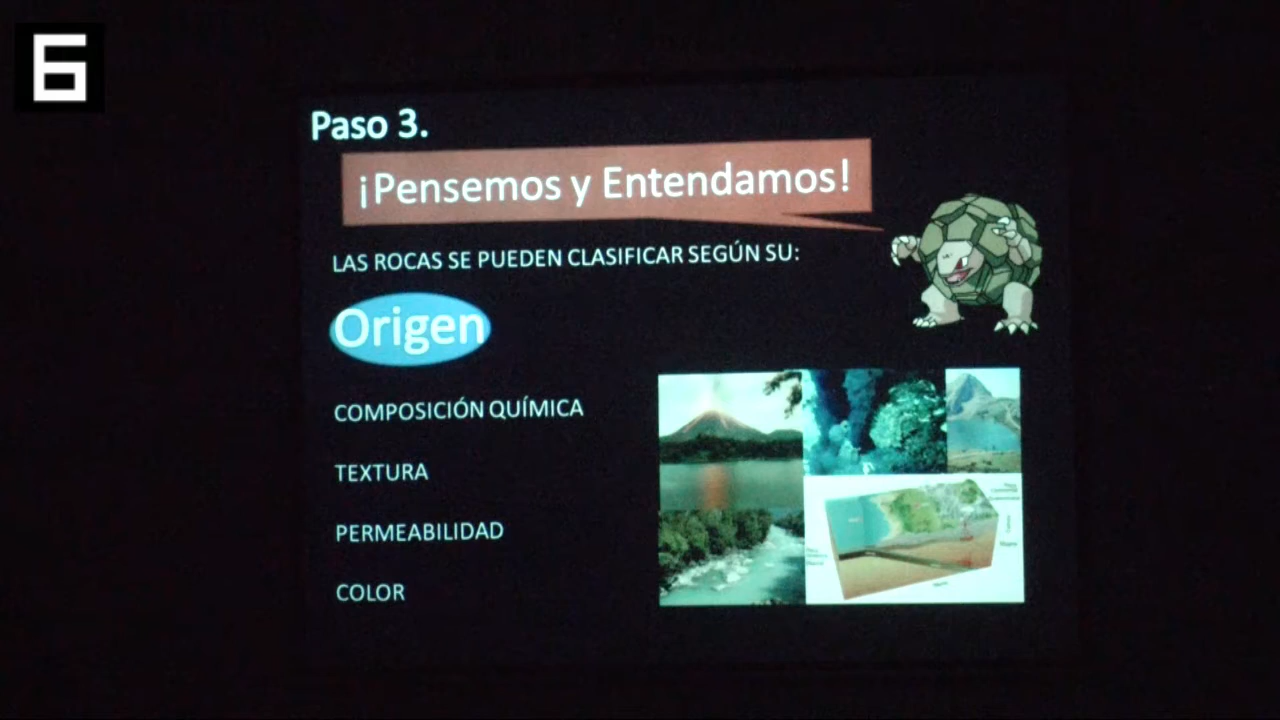 6
Paso 3.
¡Pensemos y Entendamos!
LAS ROCAS SE PUEDEN CLASIFICAR SEGÚN SU:
Origen
COMPOSICIÓN QUÍMICA
TEXTURA
PERMEABILIDAD
COLOR